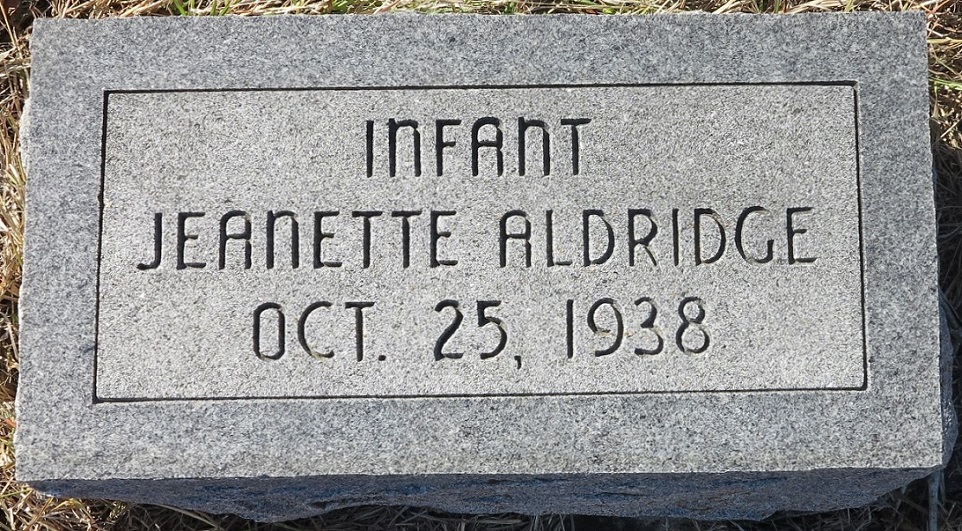 INFANT
JEANETTE ALDRIDGE
OCT. 25, 1938